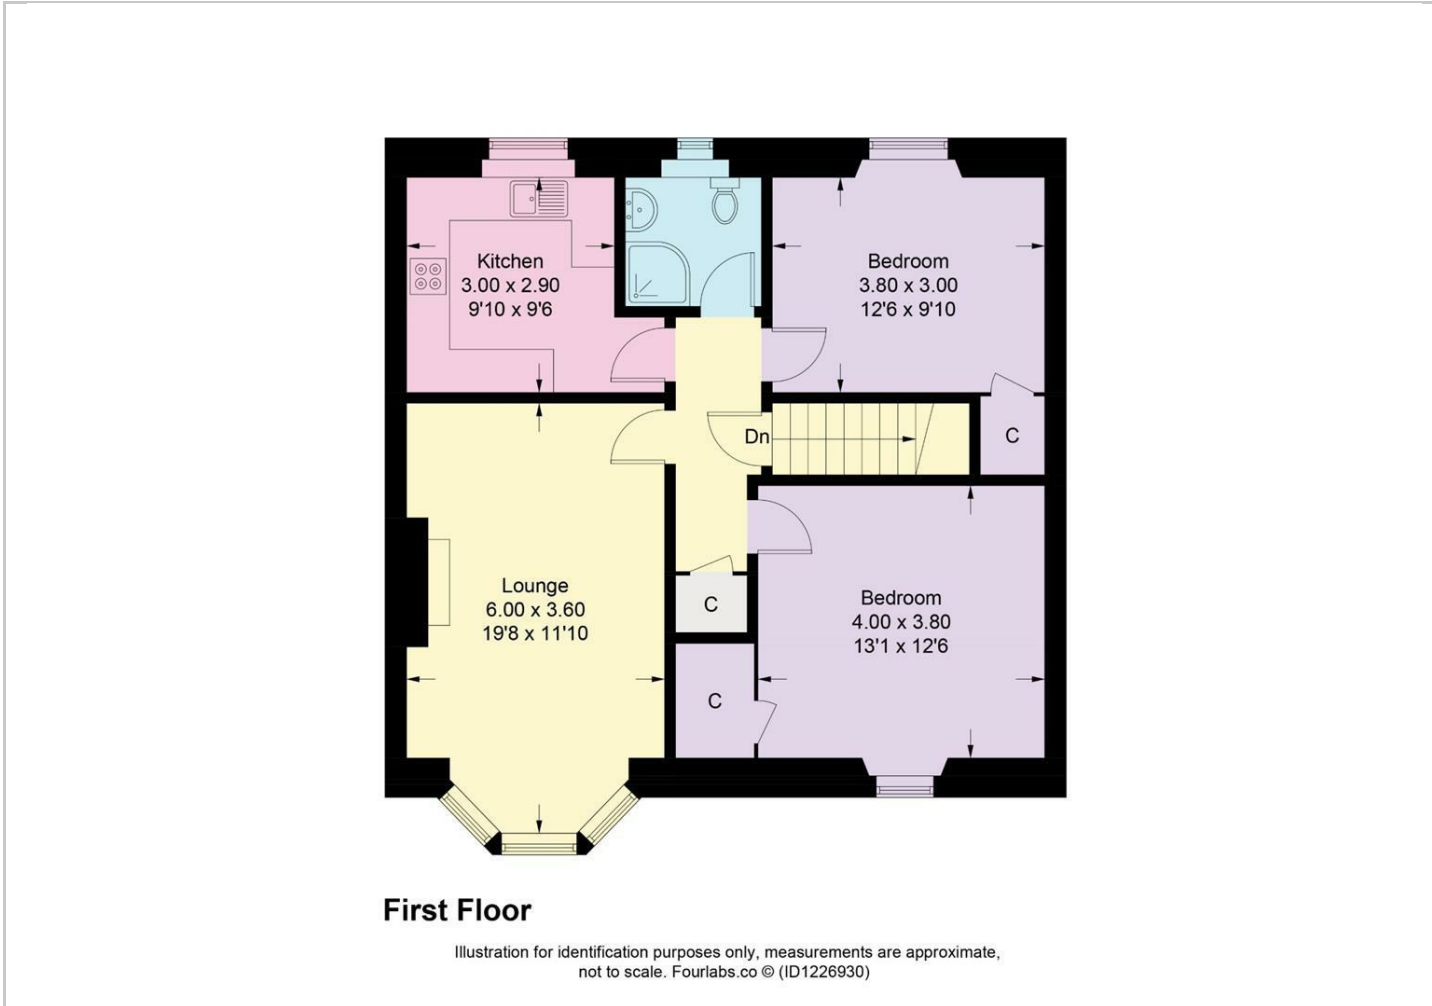 Kitchen
3.00 x 2.90
9'10 x 9'6
Bedroom
3.80 x 3.00
12'6 x 9'10
Dn
C
Lounge
6.00 x 3.60
19'8 x 11'10
C
Bedroom
4.00 x 3.80
13'1 x 12'6
C
First Floor
Illustration for identification purposes only, measurements are approximate,
not to scale. Fourlabs.co © (ID1226930)